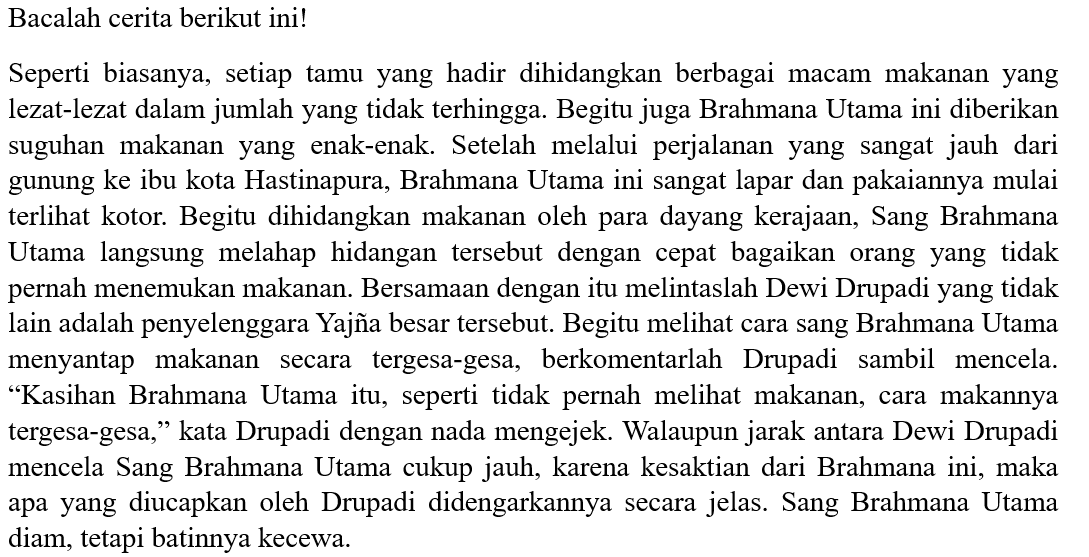 Bacalah cerita berikut ini!
Seperti biasanya, setiap tamu yang hadir dihidangkan berbagai macam makanan yang
lezat-lezat dalam jumlah yang tidak terhingga. Begitu juga Brahmana Utama ini diberikan
suguhan makanan yang enak-enak. Setelah melalui perjalanan yang sangat jauh dari
gunung ke ibu kota Hastinapura, Brahmana Utama ini sangat lapar dan pakaiannya mulai
terlihat kotor. Begitu dihidangkan makanan oleh para dayang kerajaan, Sang Brahmana
Utama langsung melahap hidangan tersebut dengan cepat bagaikan orang yang tidak
pernah menemukan makanan. Bersamaan dengan itu melintaslah Dewi Drupadi yang tidak
lain adalah penyelenggara Yajña besar tersebut. Begitu melihat cara sang Brahmana Utama
menyantap makanan secara tergesa-gesa, berkomentarlah Drupadi sambil mencela.
“Kasihan Brahmana Utama itu, seperti tidak pernah melihat makanan, cara makannya
tergesa-gesa,” kata Drupadi dengan nada mengejek. Walaupun jarak antara Dewi Drupadi
mencela Sang Brahmana Utama cukup jauh, karena kesaktian dari Brahmana ini, maka
apa yang diucapkan oleh Drupadi didengarkannya secara jelas. Sang Brahmana Utama
diam, tetapi batinnya kecewa.